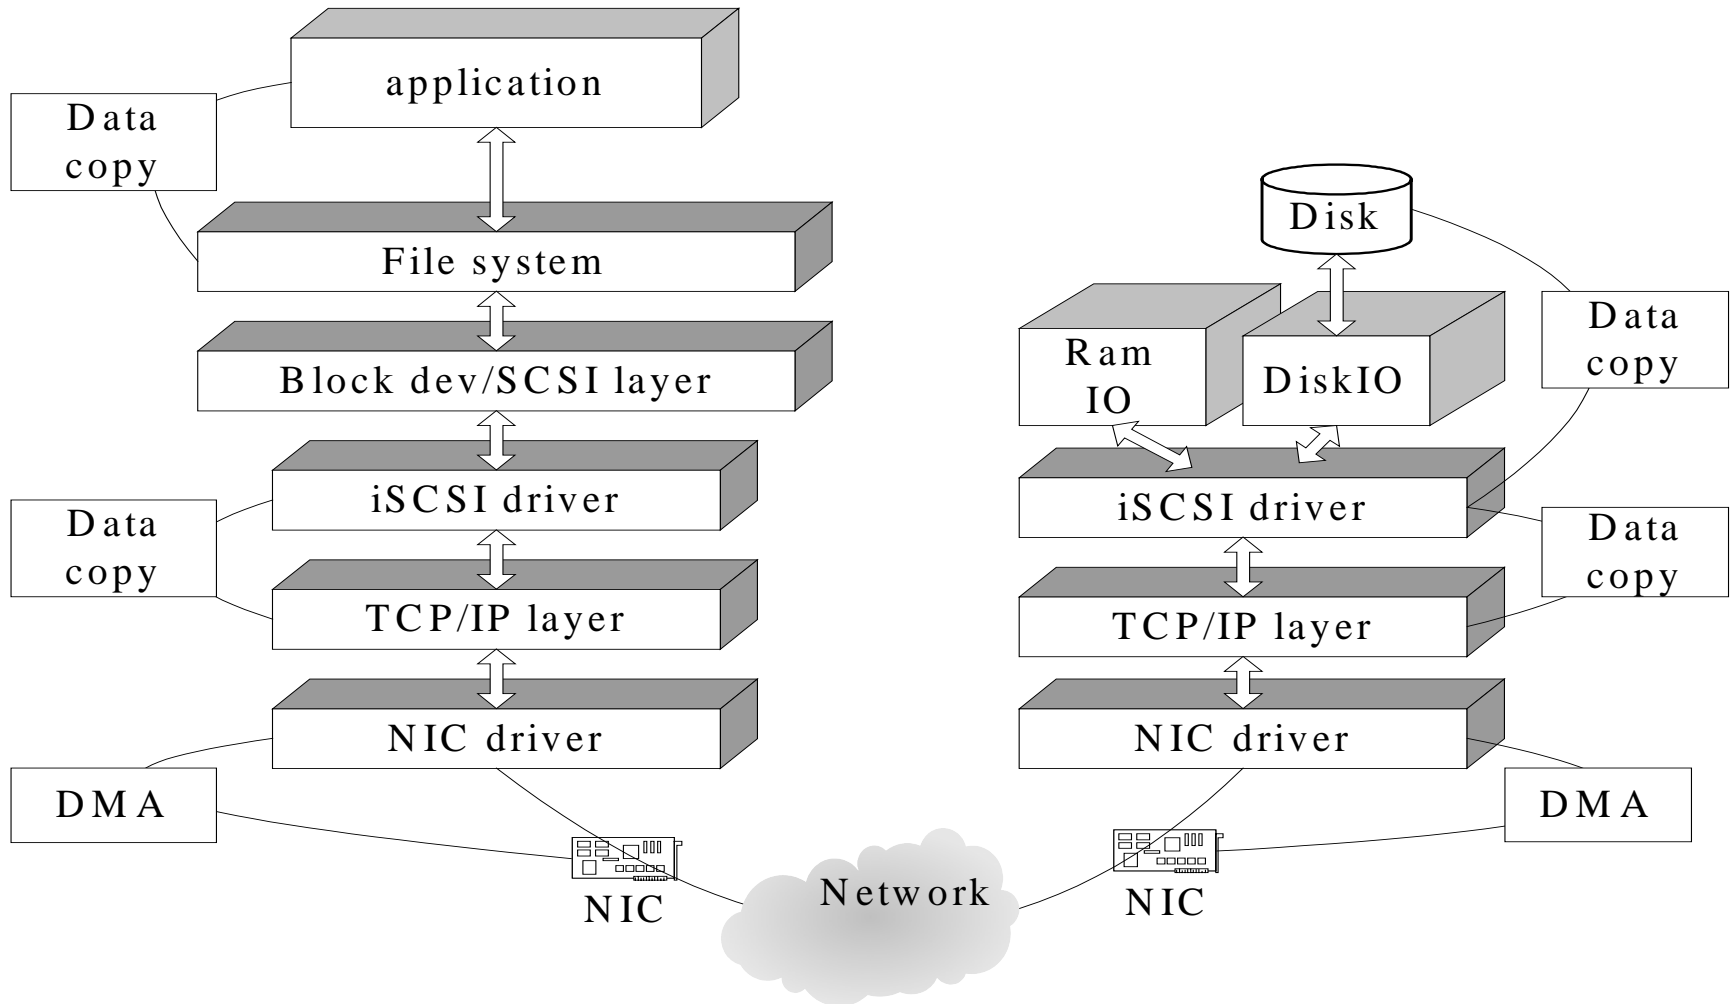 application
Data
copy
File system
Block dev/SCSI layer
iSCSI driver
Data
copy
TCP/IP layer
NIC driver
DMA
NIC
Network
Disk
Ram
IO
DiskIO
Data
copy
iSCSI driver
Data
copy
TCP/IP layer
NIC driver
DMA
NIC